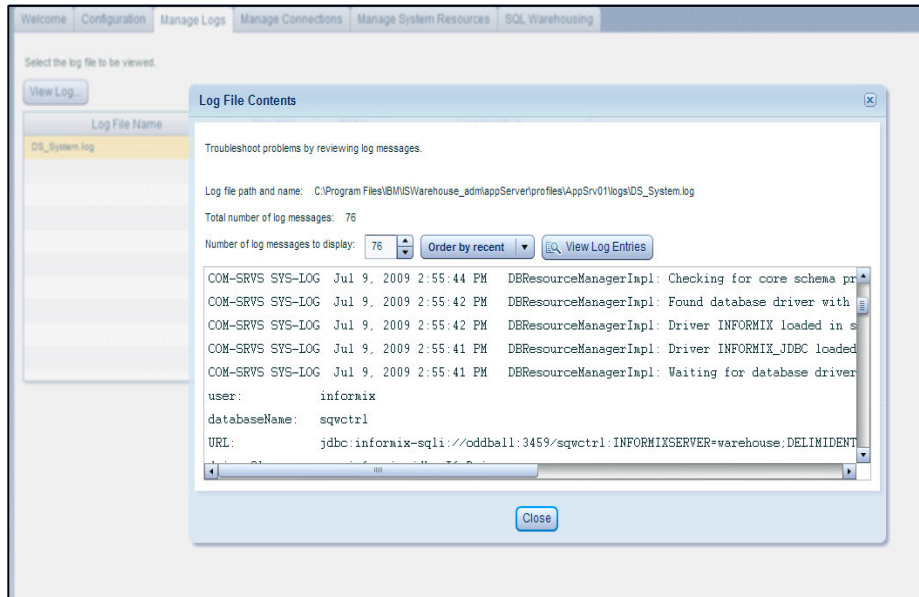 Welcome Configuration Manage Logs Manage Connections Manage System Resources SQL Warehousing
Select the log file to be viewed.
View Log...
Log File Name
DS_System.log
Log File Contents
Troubleshoot problems by reviewing log messages.
Log file path and name: C:\Program Files\IBM\ISWarehouse_adm\appServer\profiles\AppSrv01\logs\DS_System.log
Total number of log messages: 76
Number of log messages to display: 76 Order by recent View Log Entries
COM-SRVS SYS-LOG Jul 9, 2009 2:55:44 PM DBResourceManagerImpl: Checking for core schema pr
COM-SRVS SYS-LOG Jul 9, 2009 2:55:42 PM DBResourceManagerImpl: Found database driver with
COM-SRVS SYS-LOG Jul 9, 2009 2:55:42 PM DBResourceManagerImpl: Driver INFORMIX loaded in s
COM-SRVS SYS-LOG Jul 9, 2009 2:55:41 PM DBResourceManagerImpl: Driver INFORMIX_JDBC loaded
COM-SRVS SYS-LOG Jul 9, 2009 2:55:41 PM DBResourceManagerImpl: Waiting for database driver
user: informix
databaseName: sqwctrl
URL: jdbc:informix-sqli://oddball:3459/sqwctrl:INFORMIXSERVER=warehouse;DELIMIDENT
Close